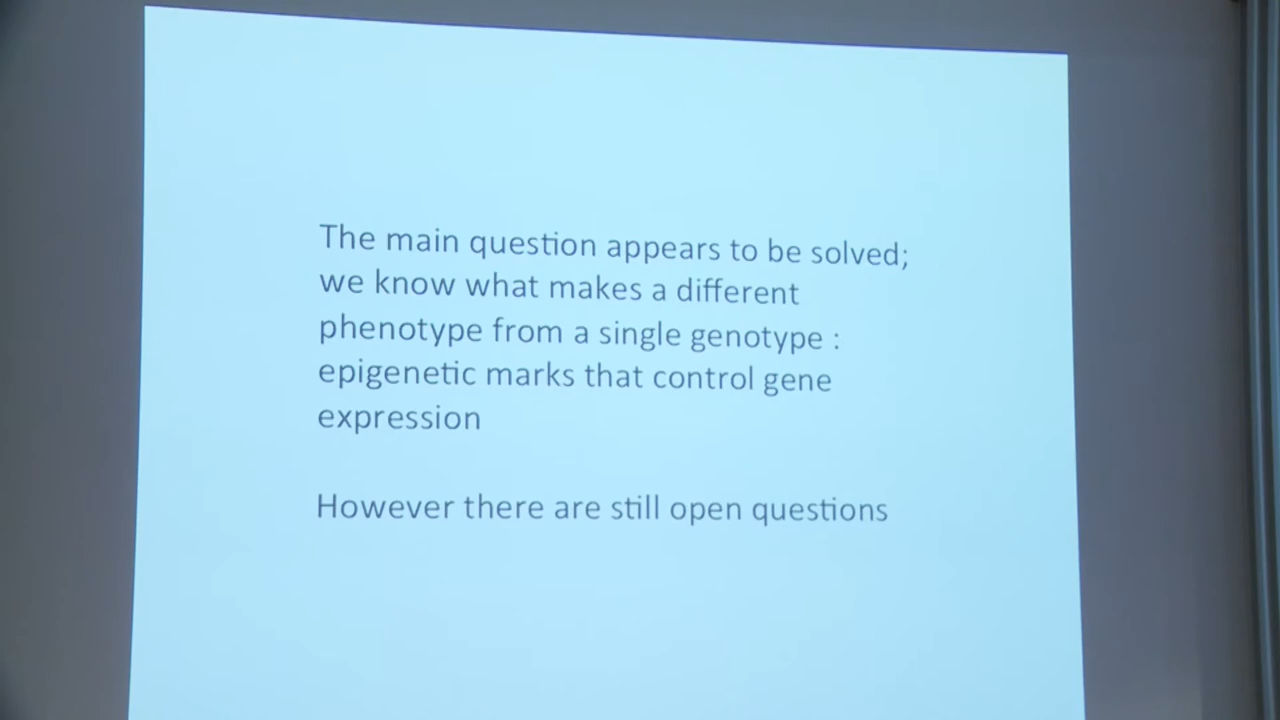 The main question appears to be solved;
we know what makes a different
phenotype from a single genotype :
epigenetic marks that control gene
expression
However there are still open questions